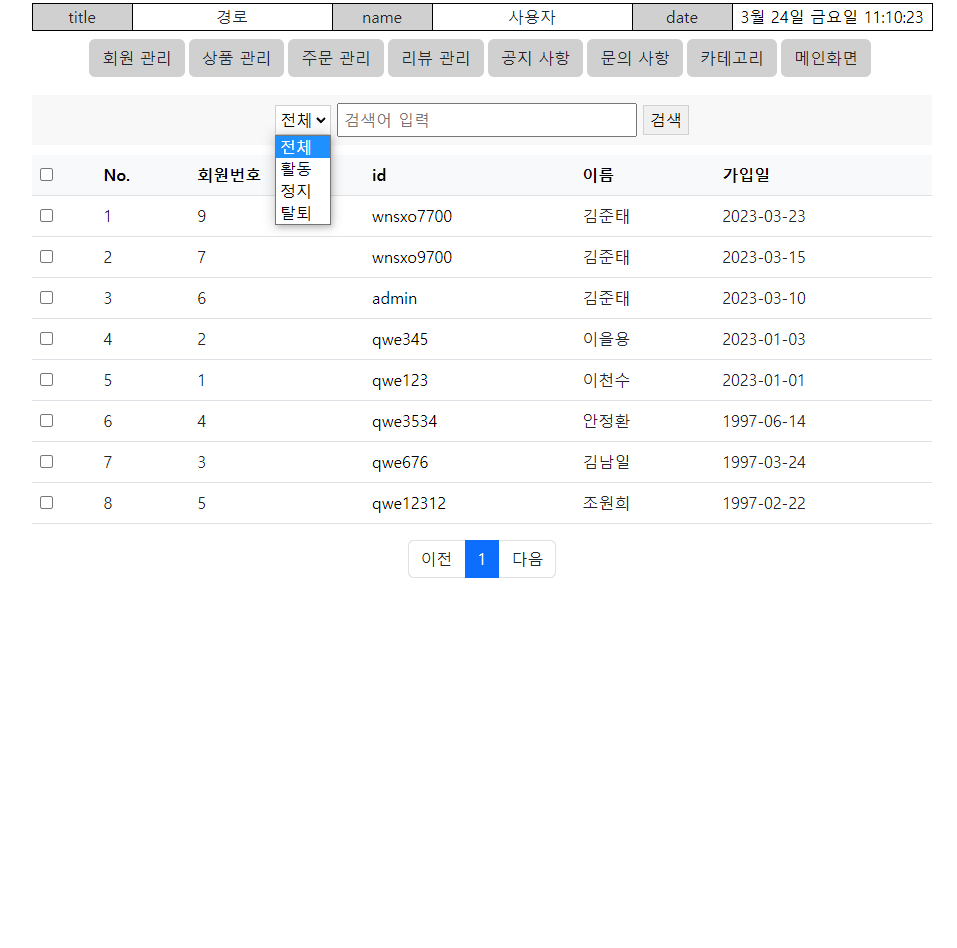 title 경로 name 사용자 date 3월 24일 금요일 11:10:23
회원 관리 상품 관리 주문 관리 리뷰 관리 공지 사항 문의 사항 카테고리 메인화면
전체 검색어 입력 검색
전체
활동
정지
탈퇴
No. 회원번호 id 이름 가입일
1 9 wnsxo7700 김준태 2023-03-23
2 7 wnsxo9700 김준태 2023-03-15
3 6 admin 김준태 2023-03-10
4 2 qwe345 이을용 2023-01-03
5 1 qwe123 이천수 2023-01-01
6 4 qwe3534 안정환 1997-06-14
7 3 qwe676 김남일 1997-03-24
8 5 qwe12312 조원희 1997-02-22
이전 1 다음